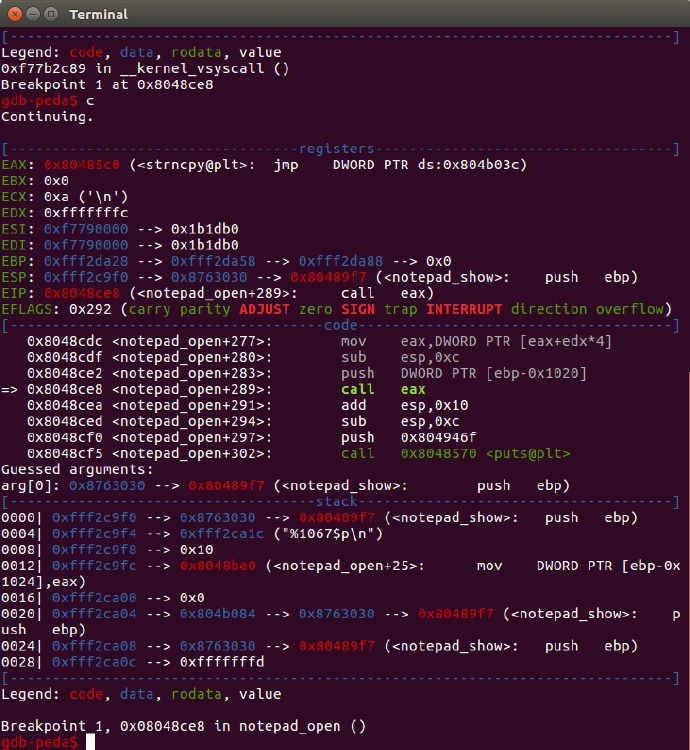 Terminal
[------------------------------------------------------------------------------]
Legend: code, data, rodata, value
0xf77b2c89 in __kernel_vsyscall ()
Breakpoint 1 at 0x8048ce8
gdb-peda$ c
Continuing.
[----------------------------------registers-----------------------------------]
EAX: 0x80485c0 (<strncpy@plt>:	jmp    DWORD PTR ds:0x804b03c)
EBX: 0x0
ECX: 0xa ('\n')
EDX: 0xfffffffc
ESI: 0xf7790000 --> 0x1b1db0
EDI: 0xf7790000 --> 0x1b1db0
EBP: 0xfff2da28 --> 0xfff2da58 --> 0xfff2da88 --> 0x0
ESP: 0xfff2c9f0 --> 0x8763030 --> 0x80489f7 (<notepad_show>:	push   ebp)
EIP: 0x8048ce8 (<notepad_open+289>:	call   eax)
EFLAGS: 0x292 (carry parity ADJUST zero SIGN trap INTERRUPT direction overflow)
[-------------------------------------code-------------------------------------]
   0x8048cdc <notepad_open+277>:	mov    eax,DWORD PTR [eax+edx*4]
   0x8048cdf <notepad_open+280>:	sub    esp,0xc
   0x8048ce2 <notepad_open+283>:	push   DWORD PTR [ebp-0x1020]
=> 0x8048ce8 <notepad_open+289>:	call   eax
   0x8048cea <notepad_open+291>:	add    esp,0x10
   0x8048ced <notepad_open+294>:	sub    esp,0xc
   0x8048cf0 <notepad_open+297>:	push   0x804946f
   0x8048cf5 <notepad_open+302>:	call   0x8048570 <puts@plt>
Guessed arguments:
arg[0]: 0x8763030 --> 0x80489f7 (<notepad_show>:	push   ebp)
[------------------------------------stack-------------------------------------]
0000| 0xfff2c9f0 --> 0x8763030 --> 0x80489f7 (<notepad_show>:	push   ebp)
0004| 0xfff2c9f4 --> 0xfff2ca1c ("%1067$p\n")
0008| 0xfff2c9f8 --> 0x10
0012| 0xfff2c9fc --> 0x8048be0 (<notepad_open+25>:	mov    DWORD PTR [ebp-0x
1024],eax)
0016| 0xfff2ca00 --> 0x0
0020| 0xfff2ca04 --> 0x804b084 --> 0x8763030 --> 0x80489f7 (<notepad_show>:	p
ush   ebp)
0024| 0xfff2ca08 --> 0x8763030 --> 0x80489f7 (<notepad_show>:	push   ebp)
0028| 0xfff2ca0c --> 0xfffffffd
[------------------------------------------------------------------------------]
Legend: code, data, rodata, value
Breakpoint 1, 0x08048ce8 in notepad_open ()
gdb-peda$